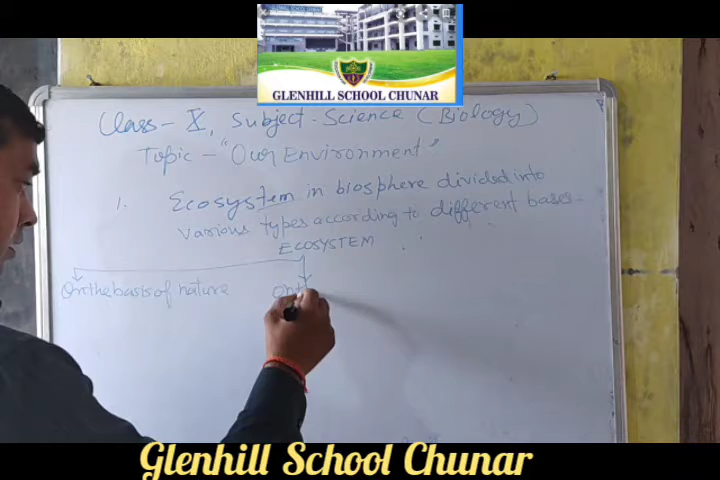 GLENHILL SCHOOL CHUNAR
Class - X, Subject - Science (Biology)
Topic - "Our Environment"
1. Ecosystem in biosphere divided into
various types according to different bases -
ECOSYSTEM
On the basis of nature
Glenhill School Chunar